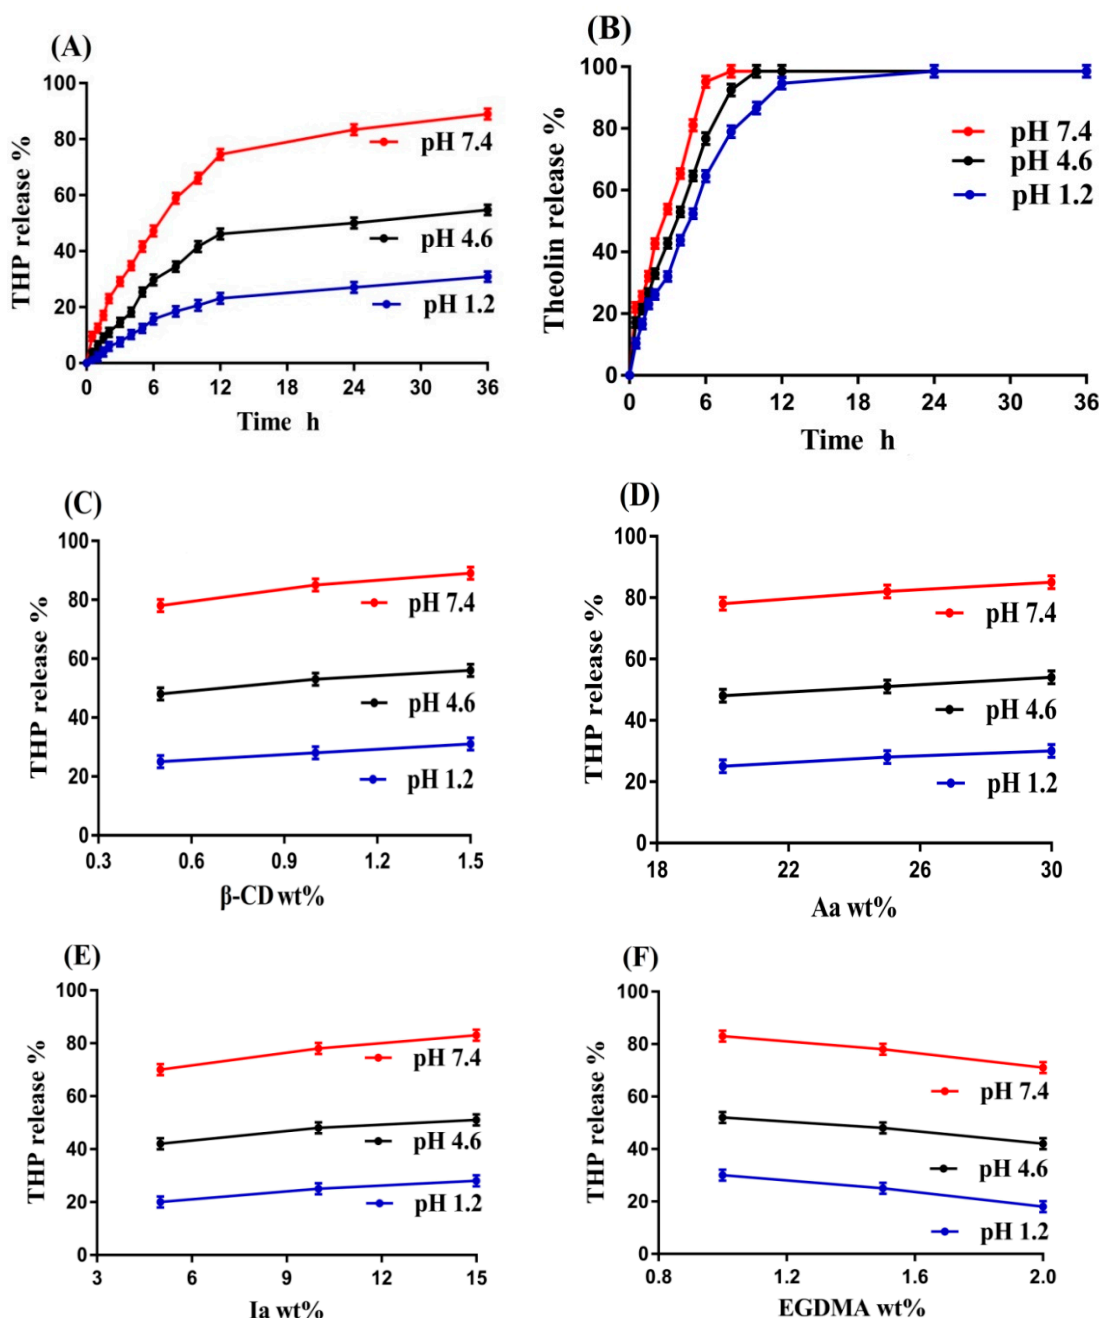 (A)
THP release %
100
80
60
40
20
0
pH 7.4
pH 4.6
pH 1.2
0 6 12 18 24 30 36
Time h
(B)
Theolin release %
100
80
60
40
20
0
pH 7.4
pH 4.6
pH 1.2
0 6 12 18 24 30 36
Time h
(C)
THP release %
100
80
60
40
20
0
pH 7.4
pH 4.6
pH 1.2
0.3 0.6 0.9 1.2 1.5
β-CD wt%
(D)
THP release %
100
80
60
40
20
0
pH 7.4
pH 4.6
pH 1.2
18 22 26 30
Aa wt%
(E)
THP release %
100
80
60
40
20
0
pH 7.4
pH 4.6
pH 1.2
3 6 9 12 15
Ia wt%
(F)
THP release %
100
80
60
40
20
0
pH 7.4
pH 4.6
pH 1.2
0.8 1.2 1.6 2.0
EGDMA wt%